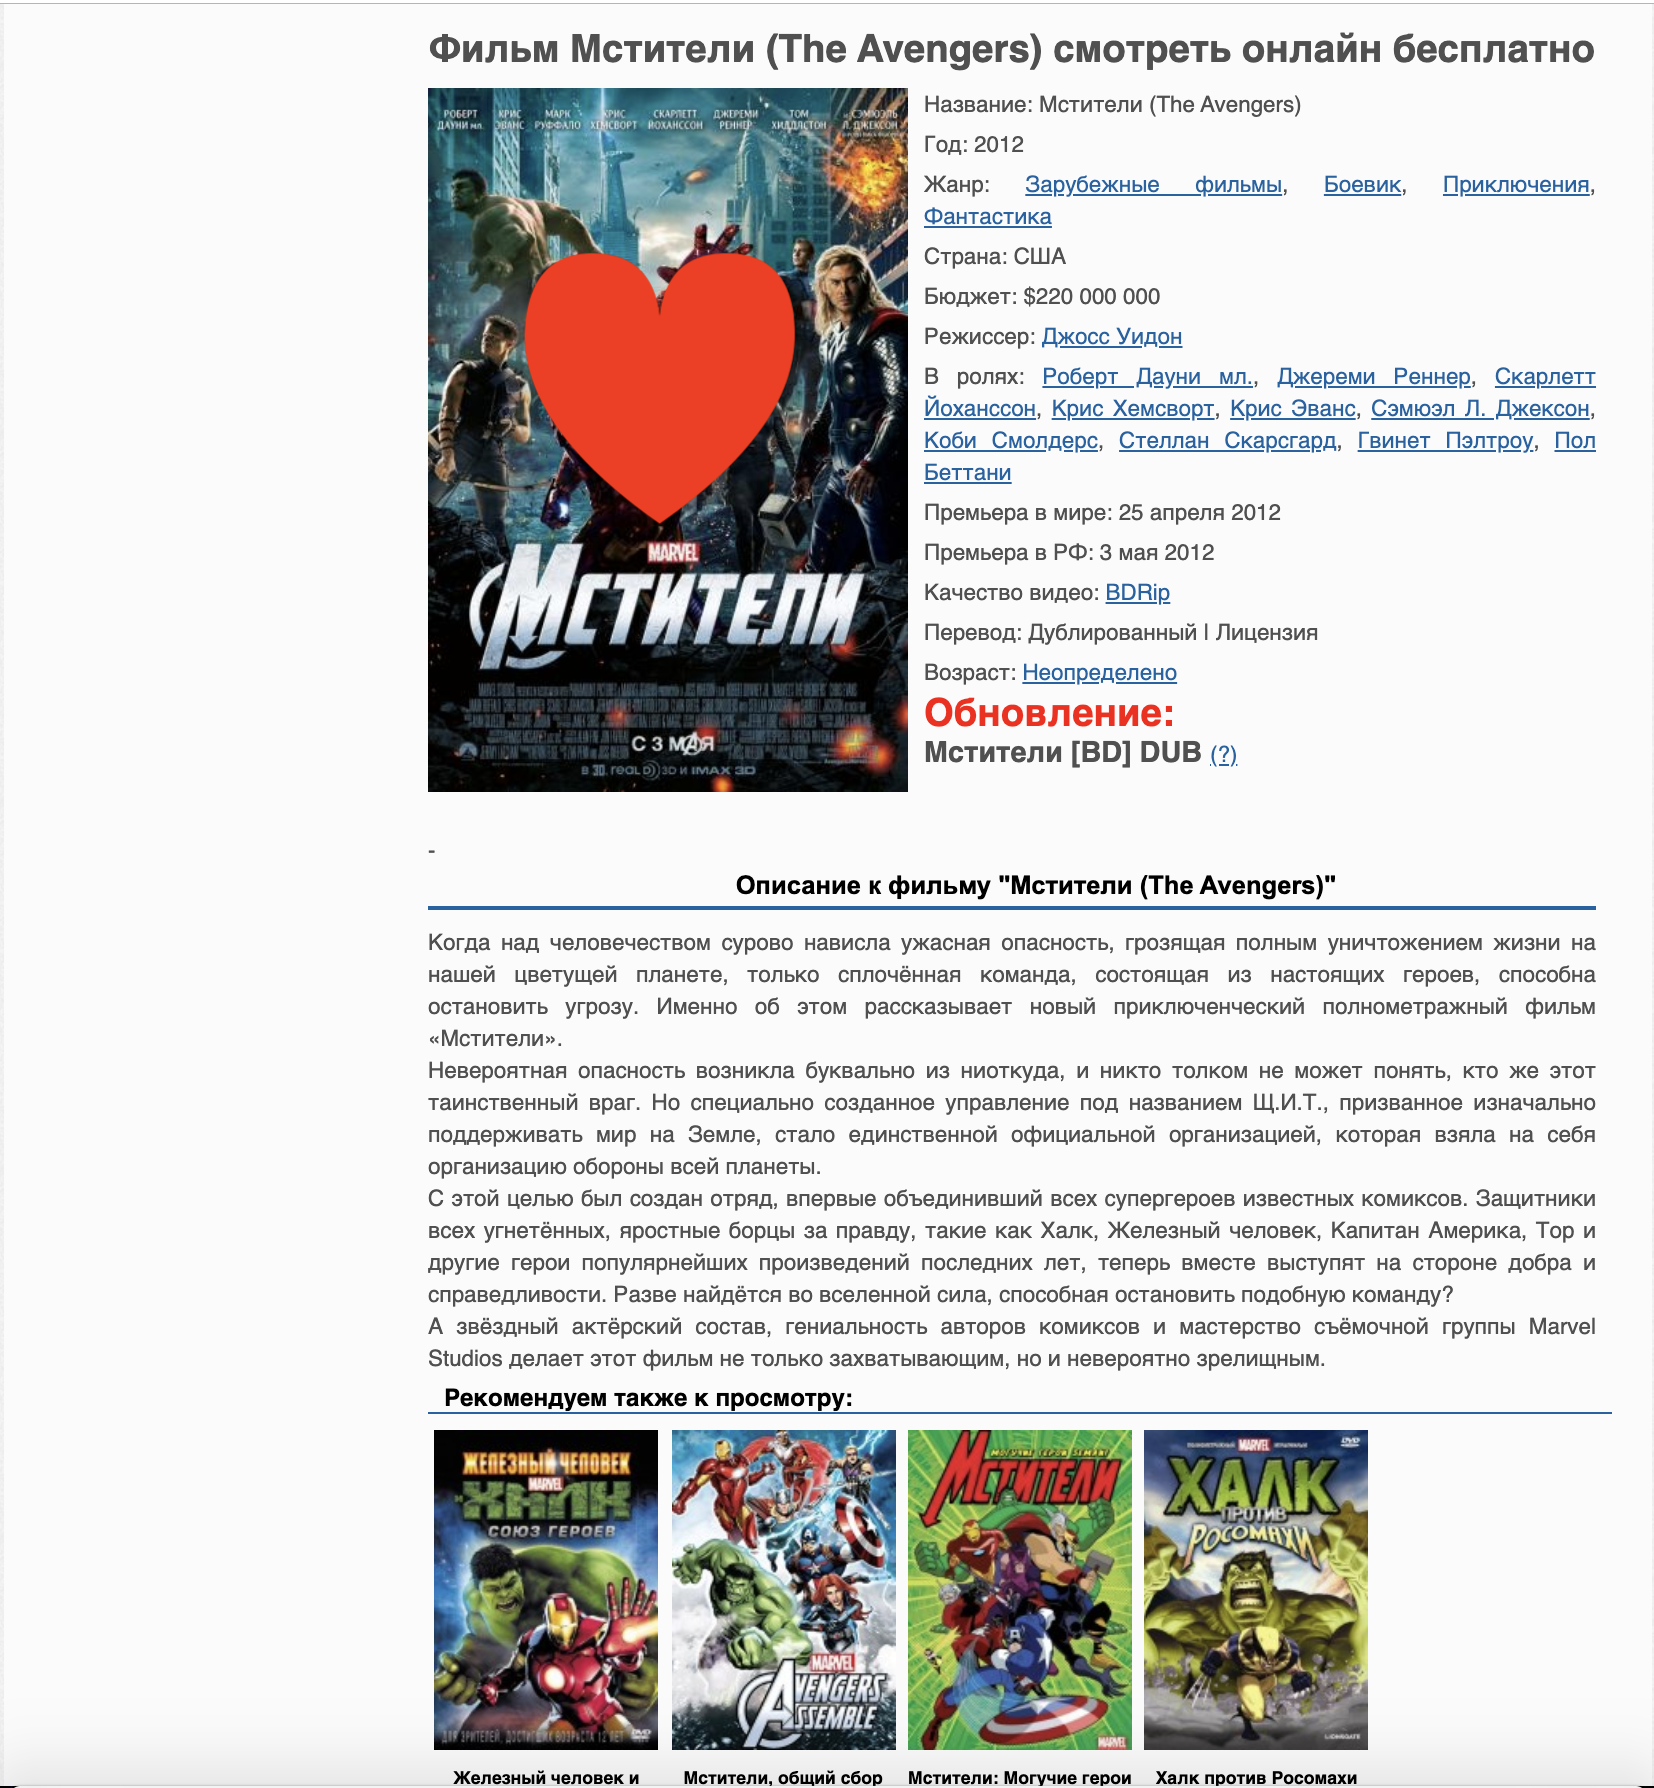 Фильм Мстители (The Avengers) смотреть онлайн бесплатно
РОБЕРТ ДАУНИ мл.
КРИС ЭВАНС
МАРК РУФФАЛО
КРИС ХЕМСВОРТ
СКАРЛЕТТ ЙОХАНССОН
ДЖЕРЕМИ РЕННЕР
ТОМ ХИДДЛСТОН
и СЭМЮЭЛЬ Л. ДЖЕКСОН
MARVEL
МСТИТЕЛИ
С 3 МАЯ
В 3D, REAL D 3D И IMAX 3D
Название: Мстители (The Avengers)
Год: 2012
Жанр: Зарубежные фильмы, Боевик, Приключения,
Фантастика
Страна: США
Бюджет: $220 000 000
Режиссер: Джосс Уидон
В ролях: Роберт Дауни мл., Джереми Реннер, Скарлетт
Йоханссон, Крис Хемсворт, Крис Эванс, Сэмюэл Л. Джексон,
Коби Смолдерс, Стеллан Скарсгард, Гвинет Пэлтроу, Пол
Беттани
Премьера в мире: 25 апреля 2012
Премьера в РФ: 3 мая 2012
Качество видео: BDRip
Перевод: Дублированный | Лицензия
Возраст: Неопределено
Обновление:
Мстители [BD] DUB (?)
-
Описание к фильму "Мстители (The Avengers)"
Когда над человечеством сурово нависла ужасная опасность, грозящая полным уничтожением жизни на
нашей цветущей планете, только сплочённая команда, состоящая из настоящих героев, способна
остановить угрозу. Именно об этом рассказывает новый приключенческий полнометражный фильм
«Мстители».
Невероятная опасность возникла буквально из ниоткуда, и никто толком не может понять, кто же этот
таинственный враг. Но специально созданное управление под названием Щ.И.Т., призванное изначально
поддерживать мир на Земле, стало единственной официальной организацией, которая взяла на себя
организацию обороны всей планеты.
С этой целью был создан отряд, впервые объединивший всех супергероев известных комиксов. Защитники
всех угнетённых, яростные борцы за правду, такие как Халк, Железный человек, Капитан Америка, Тор и
другие герои популярнейших произведений последних лет, теперь вместе выступят на стороне добра и
справедливости. Разве найдётся во вселенной сила, способная остановить подобную команду?
А звёздный актёрский состав, гениальность авторов комиксов и мастерство съёмочной группы Marvel
Studios делает этот фильм не только захватывающим, но и невероятно зрелищным.
Рекомендуем также к просмотру:
ЖЕЛЕЗНЫЙ ЧЕЛОВЕК
MARVEL
И ХАЛК
СОЮЗ ГЕРОЕВ
ДЛЯ ЗРИТЕЛЕЙ, ДОСТИГШИХ ВОЗРАСТА 12 ЛЕТ
DVD
MARVEL
AVENGERS
ASSEMBLE
МОГУЧИЕ ГЕРОИ ЗЕМЛИ
МСТИТЕЛИ
MARVEL
MARVEL
DVD
ХАЛК
ПРОТИВ
РОСОМАХИ
LIONSGATE
Железный человек и
Мстители, общий сбор
Мстители: Могучие герои
Халк против Росомахи